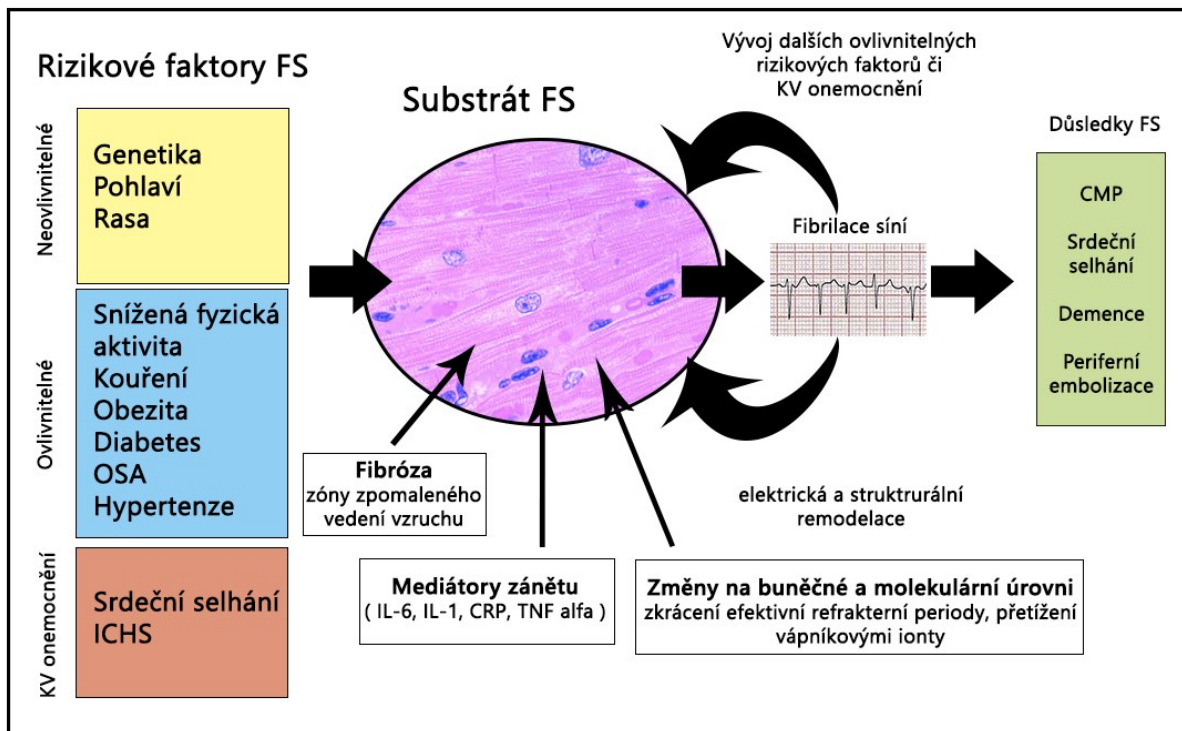 Rizikové faktory FS
Neovlivnitelné
Genetika
Pohlaví
Rasa
Ovlivnitelné
Snížená fyzická
aktivita
Kouření
Obezita
Diabetes
OSA
Hypertenze
KV onemocnění
Srdeční selhání
ICHS
Substrát FS
Fibróza
zóny zpomaleného
vedení vzruchu
Mediátory zánětu
( IL-6, IL-1, CRP, TNF alfa )
Změny na buněčné a molekulární úrovni
zkrácení efektivní refrakterní periody, přetížení
vápníkovými ionty
Vývoj dalších ovlivnitelných
rizikových faktorů či
KV onemocnění
Fibrilace síní
elektrická a struktrurální
remodelace
Důsledky FS
CMP
Srdeční
selhání
Demence
Periferní
embolizace